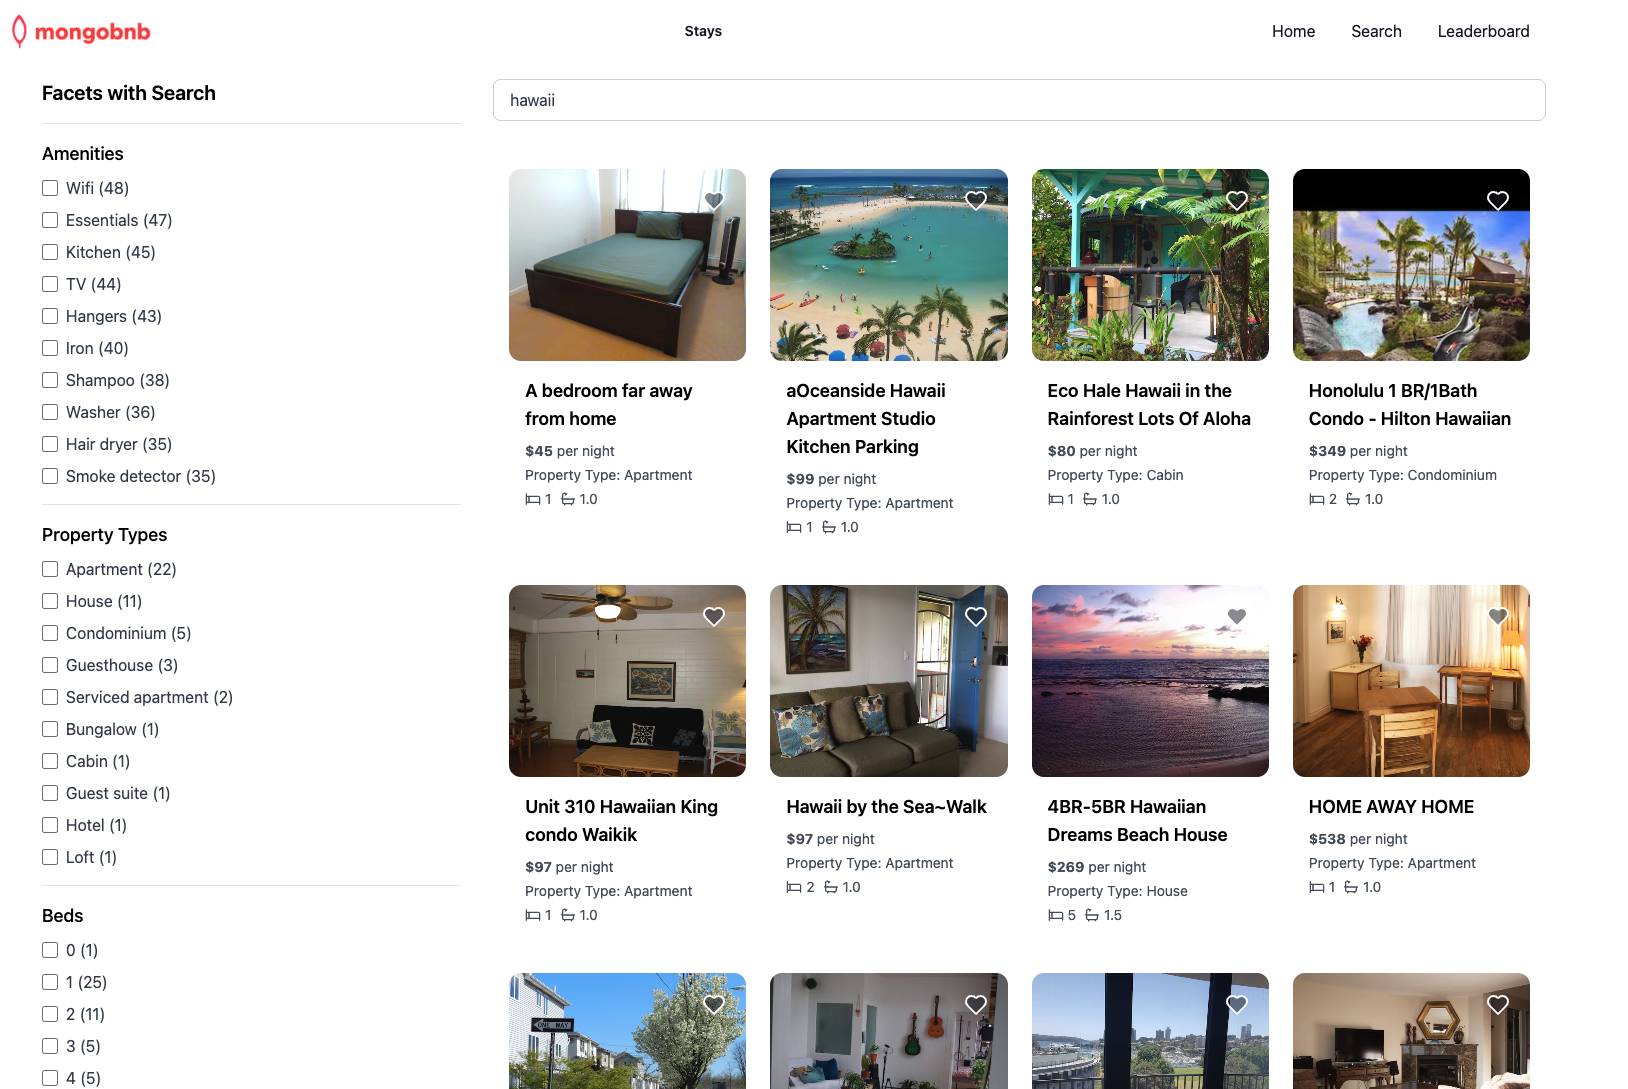 mongobnb
Stays
Home
Search
Leaderboard
Facets with Search
hawaii
Amenities
Wifi (48)
Essentials (47)
Kitchen (45)
TV (44)
Hangers (43)
Iron (40)
Shampoo (38)
Washer (36)
Hair dryer (35)
Smoke detector (35)
Property Types
Apartment (22)
House (11)
Condominium (5)
Guesthouse (3)
Serviced apartment (2)
Bungalow (1)
Cabin (1)
Guest suite (1)
Hotel (1)
Loft (1)
Beds
0 (1)
1 (25)
2 (11)
3 (5)
4 (5)
A bedroom far away
from home
$45 per night
Property Type: Apartment
1 1.0
aOceanside Hawaii
Apartment Studio
Kitchen Parking
$99 per night
Property Type: Apartment
1 1.0
Eco Hale Hawaii in the
Rainforest Lots Of Aloha
$80 per night
Property Type: Cabin
1 1.0
Honolulu 1 BR/1Bath
Condo - Hilton Hawaiian
$349 per night
Property Type: Condominium
2 1.0
Unit 310 Hawaiian King
condo Waikik
$97 per night
Property Type: Apartment
1 1.0
Hawaii by the Sea~Walk
$97 per night
Property Type: Apartment
2 1.0
4BR-5BR Hawaiian
Dreams Beach House
$269 per night
Property Type: House
5 1.5
HOME AWAY HOME
$538 per night
Property Type: Apartment
1 1.0
ONE WAY